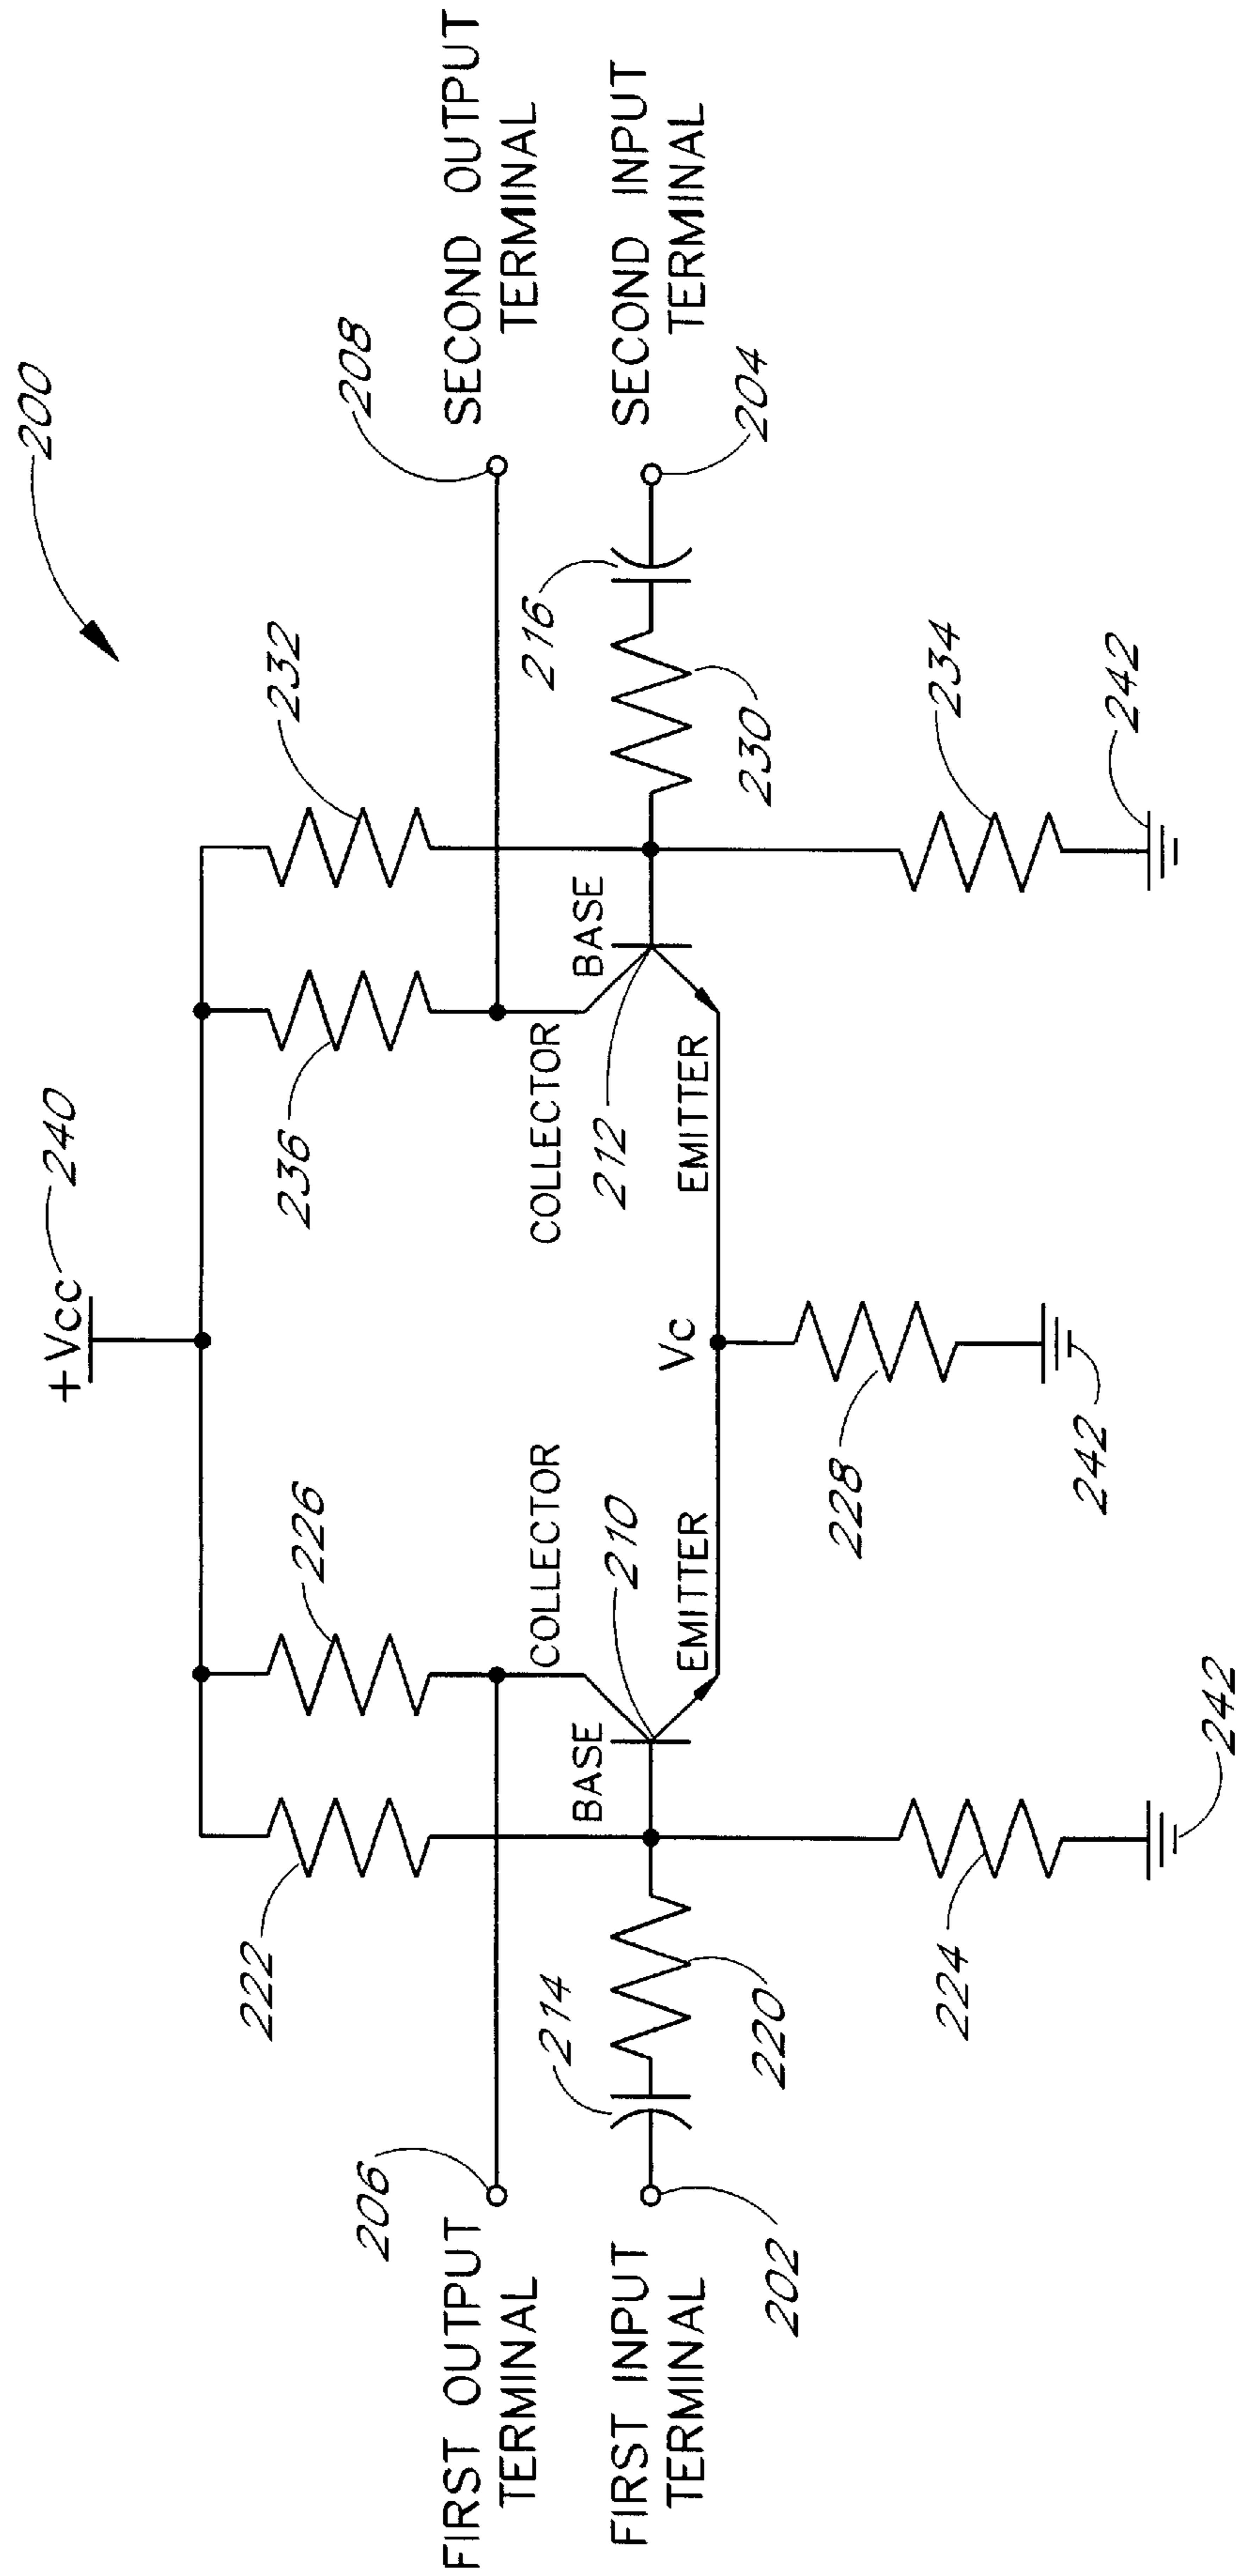 200
+Vcc
240
222
226
236
232
206
FIRST OUTPUT
TERMINAL
208
SECOND OUTPUT
TERMINAL
COLLECTOR
COLLECTOR
214
BASE
210
212
BASE
216
FIRST INPUT
TERMINAL
202
220
EMITTER
Vc
EMITTER
230
204
SECOND INPUT
TERMINAL
228
224
234
242
242
242